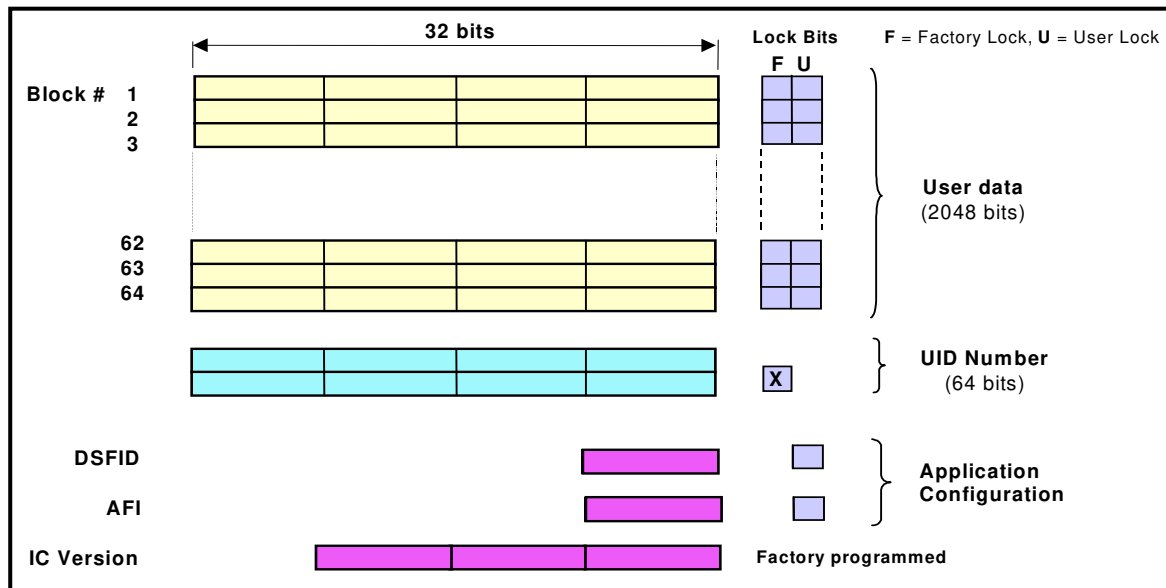 32 bits
Lock Bits
F = Factory Lock, U = User Lock
F U
Block # 1
2
3
User data
(2048 bits)
62
63
64
UID Number
(64 bits)
X
DSFID
Application
Configuration
AFI
IC Version
Factory programmed